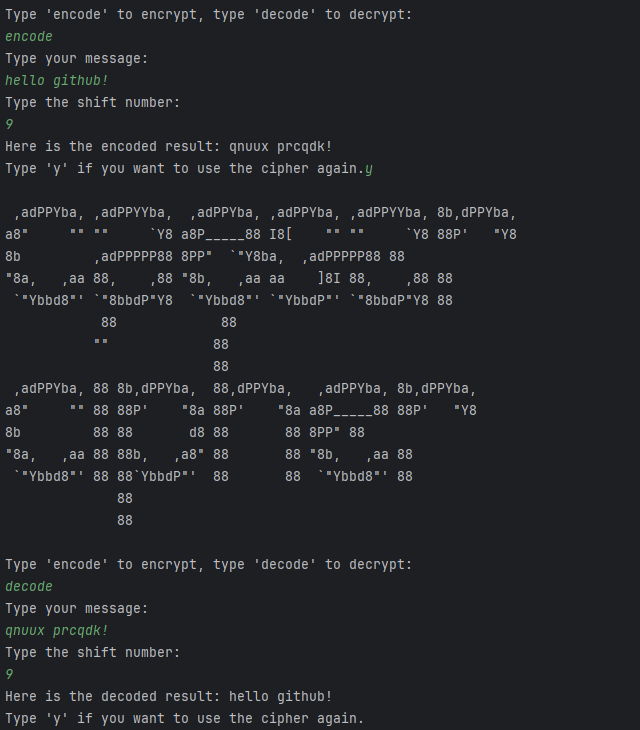 Type 'encode' to encrypt, type 'decode' to decrypt:
encode
Type your message:
hello github!
Type the shift number:
9
Here is the encoded result: qnuux prcqdk!
Type 'y' if you want to use the cipher again.y
 ,adPPYba, ,adPPYYba,  ,adPPYba, ,adPPYba, ,adPPYYba, 8b,dPPYba,
a8"     "" ""     `Y8 a8P_____88 I8[    "" ""     `Y8 88P'   "Y8
8b         ,adPPPPP88 8PP"  `"Y8ba,  ,adPPPPP88 88
"8a,   ,aa 88,    ,88 "8b,   ,aa aa    ]8I 88,    ,88 88
 `"Ybbd8"' `"8bbdP"Y8  `"Ybbd8"' `"YbbdP"' `"8bbdP"Y8 88
            88             88
           ""             88
                          88
 ,adPPYba, 88 8b,dPPYba,  88,dPPYba,   ,adPPYba, 8b,dPPYba,
a8"     "" 88 88P'    "8a 88P'    "8a a8P_____88 88P'   "Y8
8b         88 88       d8 88       88 8PP" 88
"8a,   ,aa 88 88b,   ,a8" 88       88 "8b,   ,aa 88
 `"Ybbd8"' 88 88`YbbdP"'  88       88  `"Ybbd8"' 88
              88
              88
Type 'encode' to encrypt, type 'decode' to decrypt:
decode
Type your message:
qnuux prcqdk!
Type the shift number:
9
Here is the decoded result: hello github!
Type 'y' if you want to use the cipher again.